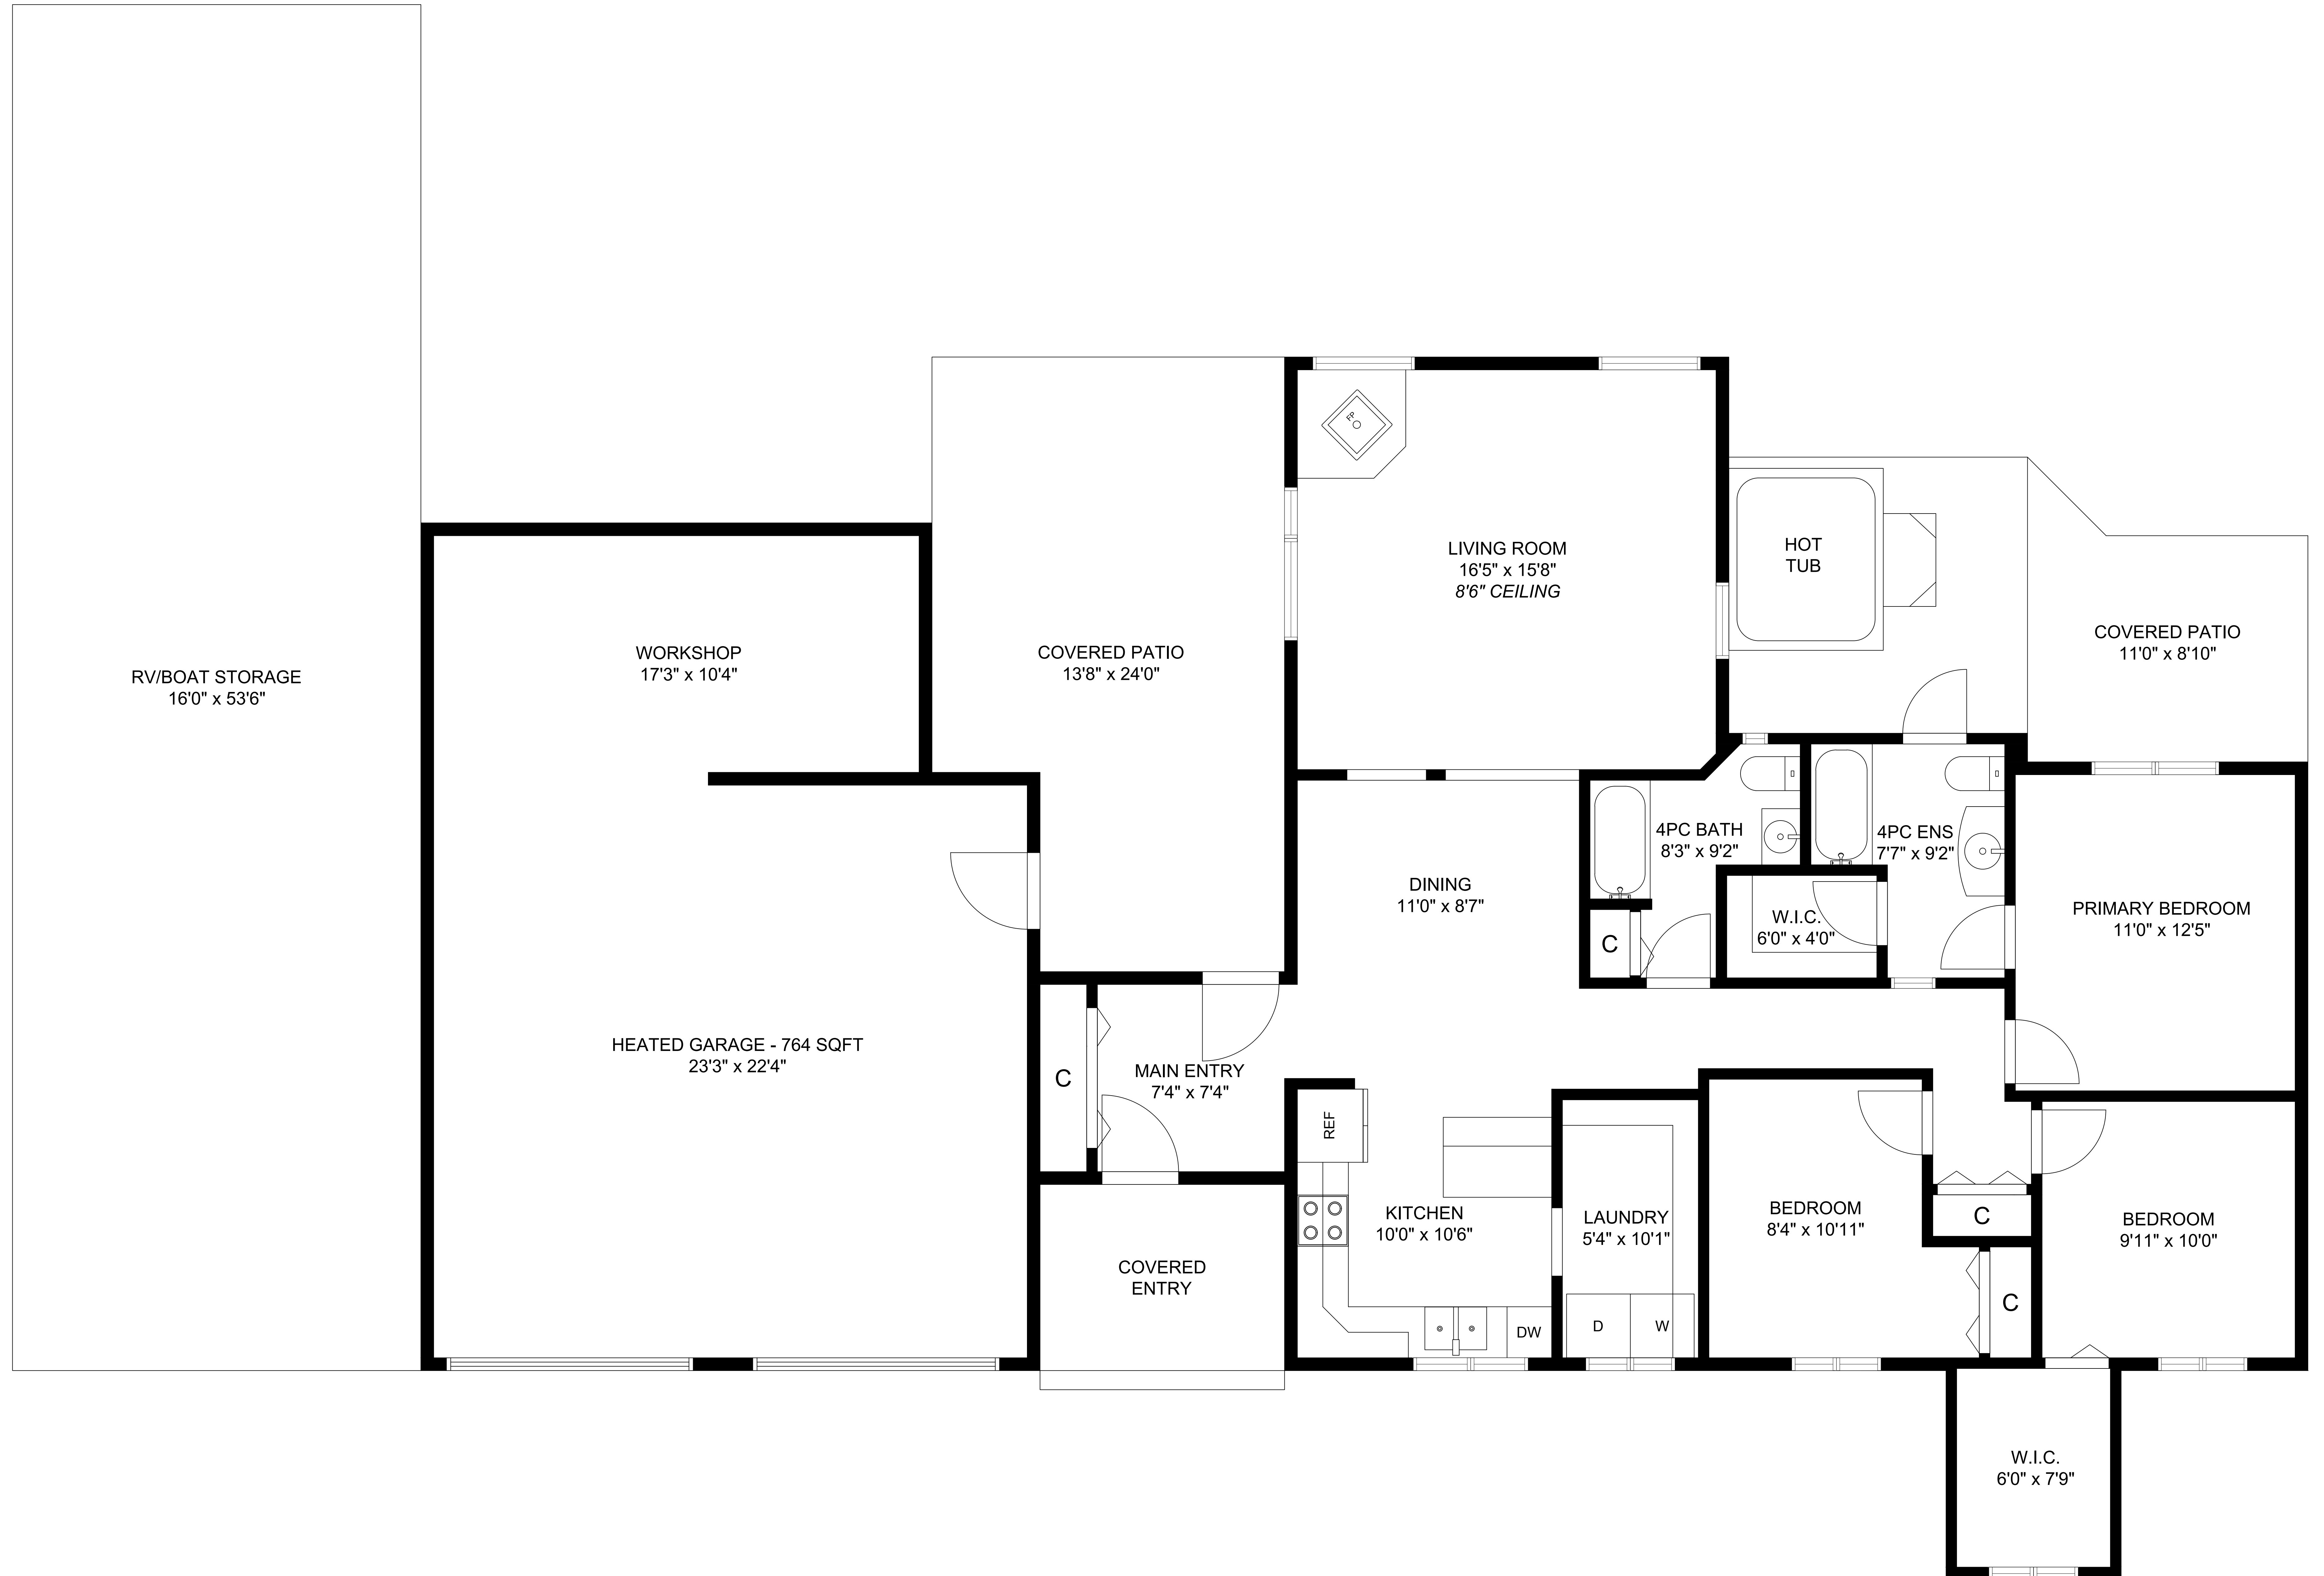 RV/BOAT STORAGE
16'0" x 53'6"
WORKSHOP
17'3" x 10'4"
COVERED PATIO
13'8" x 24'0"
FP
LIVING ROOM
16'5" x 15'8"
8'6" CEILING
HOT
TUB
COVERED PATIO
11'0" x 8'10"
4PC BATH
8'3" x 9'2"
4PC ENS
7'7" x 9'2"
DINING
11'0" x 8'7"
C
W.I.C.
6'0" x 4'0"
PRIMARY BEDROOM
11'0" x 12'5"
HEATED GARAGE - 764 SQFT
23'3" x 22'4"
C
MAIN ENTRY
7'4" x 7'4"
REF
KITCHEN
10'0" x 10'6"
LAUNDRY
5'4" x 10'1"
BEDROOM
8'4" x 10'11"
C
BEDROOM
9'11" x 10'0"
COVERED
ENTRY
DW
D
W
C
W.I.C.
6'0" x 7'9"